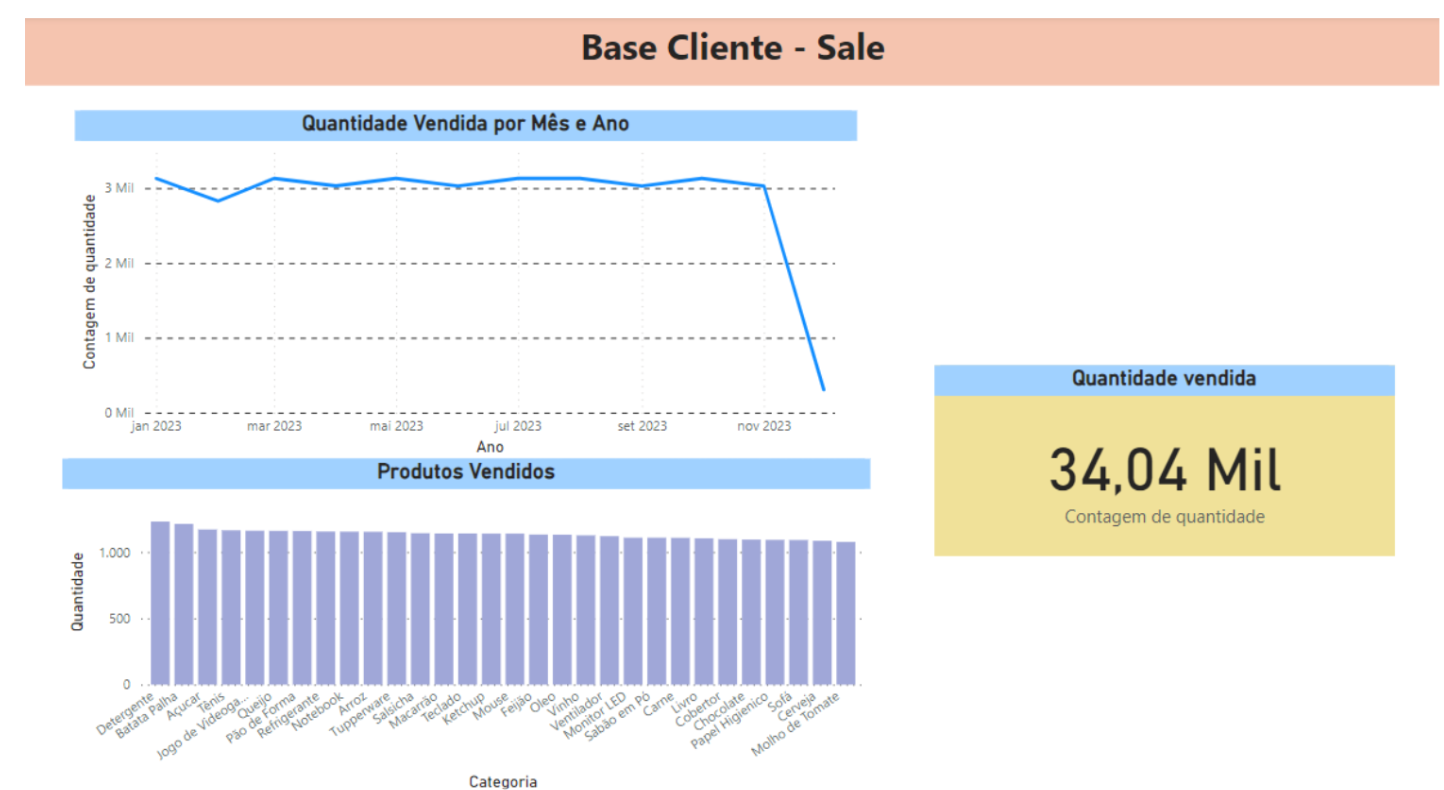 Base Cliente - Sale
Quantidade Vendida por Mês e Ano
Contagem de quantidade
3 Mil
2 Mil
1 Mil
0 Mil
jan 2023
mar 2023
mai 2023
jul 2023
set 2023
nov 2023
Ano
Produtos Vendidos
Quantidade
1.000
500
0
Detergente
Batata Palha
Açucar
Tênis
Jogo de Videoga...
Queijo
Pão de Forma
Refrigerante
Notebook
Arroz
Tupperware
Salsicha
Macarrão
Teclado
Ketchup
Mouse
Feijão
Oleo
Vinho
Ventilador
Monitor LED
Sabão em Pó
Carne
Livro
Cobertor
Chocolate
Papel Higienico
Sofá
Cerveja
Molho de Tomate
Categoria
Quantidade vendida
34,04 Mil
Contagem de quantidade